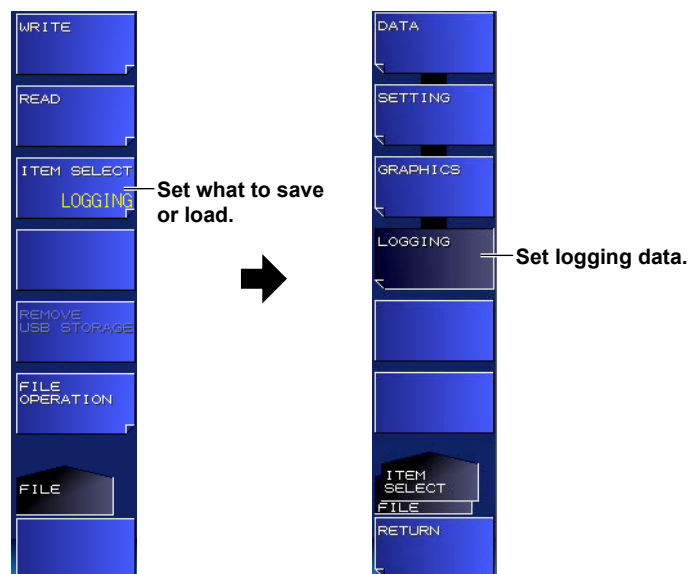 WRITE
READ
ITEM SELECT
LOGGING
Set what to save
or load.
REMOVE
USB STORAGE
FILE
OPERATION
FILE
DATA
SETTING
GRAPHICS
LOGGING
Set logging data.
ITEM
SELECT
FILE
RETURN